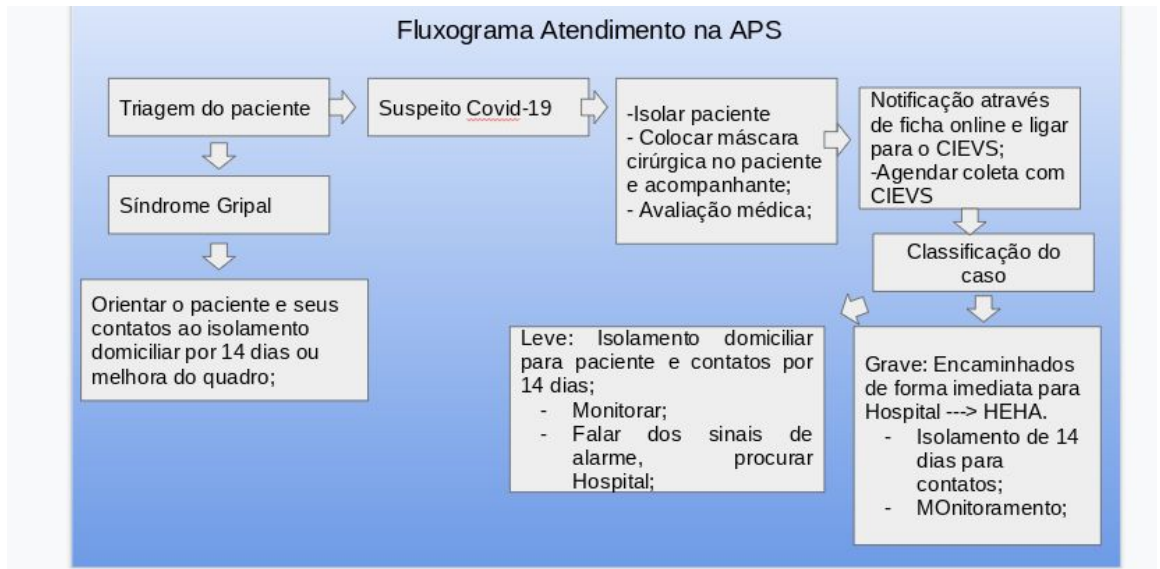 Fluxograma Atendimento na APS
Triagem do paciente
Suspeito Covid-19
-Isolar paciente
- Colocar máscara
cirúrgica no paciente
e acompanhante;
- Avaliação médica;
Notificação através
de ficha online e ligar
para o CIEVS;
-Agendar coleta com
CIEVS
Síndrome Gripal
Classificação do
caso
Orientar o paciente e seus
contatos ao isolamento
domiciliar por 14 dias ou
melhora do quadro;
Leve: Isolamento domiciliar
para paciente e contatos por
14 dias;
- Monitorar;
- Falar dos sinais de
alarme, procurar
Hospital;
Grave: Encaminhados
de forma imediata para
Hospital ---> HEHA.
- Isolamento de 14
dias para
contatos;
- MOnitoramento;